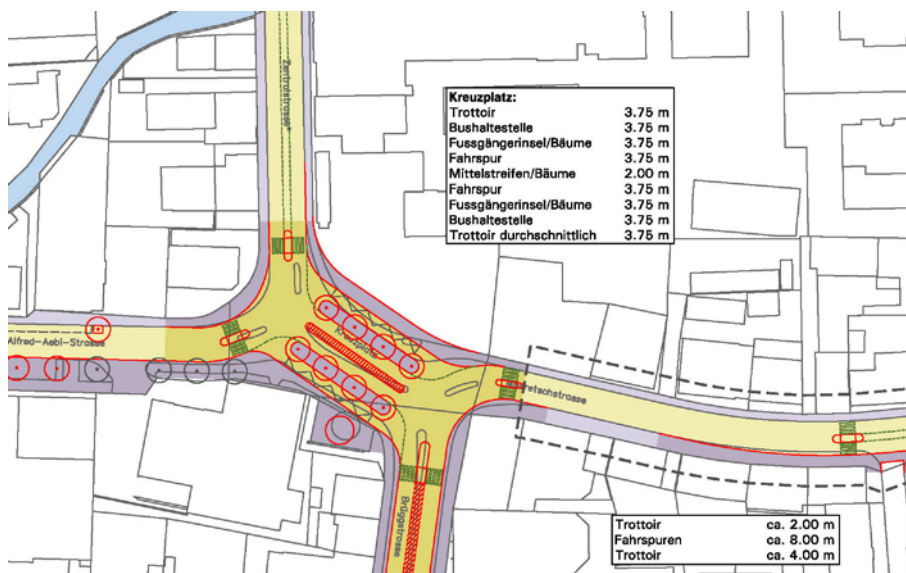 Zentralstrasse
Kreuzplatz:
Trottoir 3.75 m
Bushaltestelle 3.75 m
Fussgängerinsel/Bäume 3.75 m
Fahrspur 3.75 m
Mittelstreifen/Bäume 2.00 m
Fahrspur 3.75 m
Fussgängerinsel/Bäume 3.75 m
Bushaltestelle 3.75 m
Trottoir durchschnittlich 3.75 m
Kreuzplatz
Alfred-Aebi-Strasse
Brüggstrasse
Trottoir ca. 2.00 m
Fahrspuren ca. 8.00 m
Trottoir ca. 4.00 m